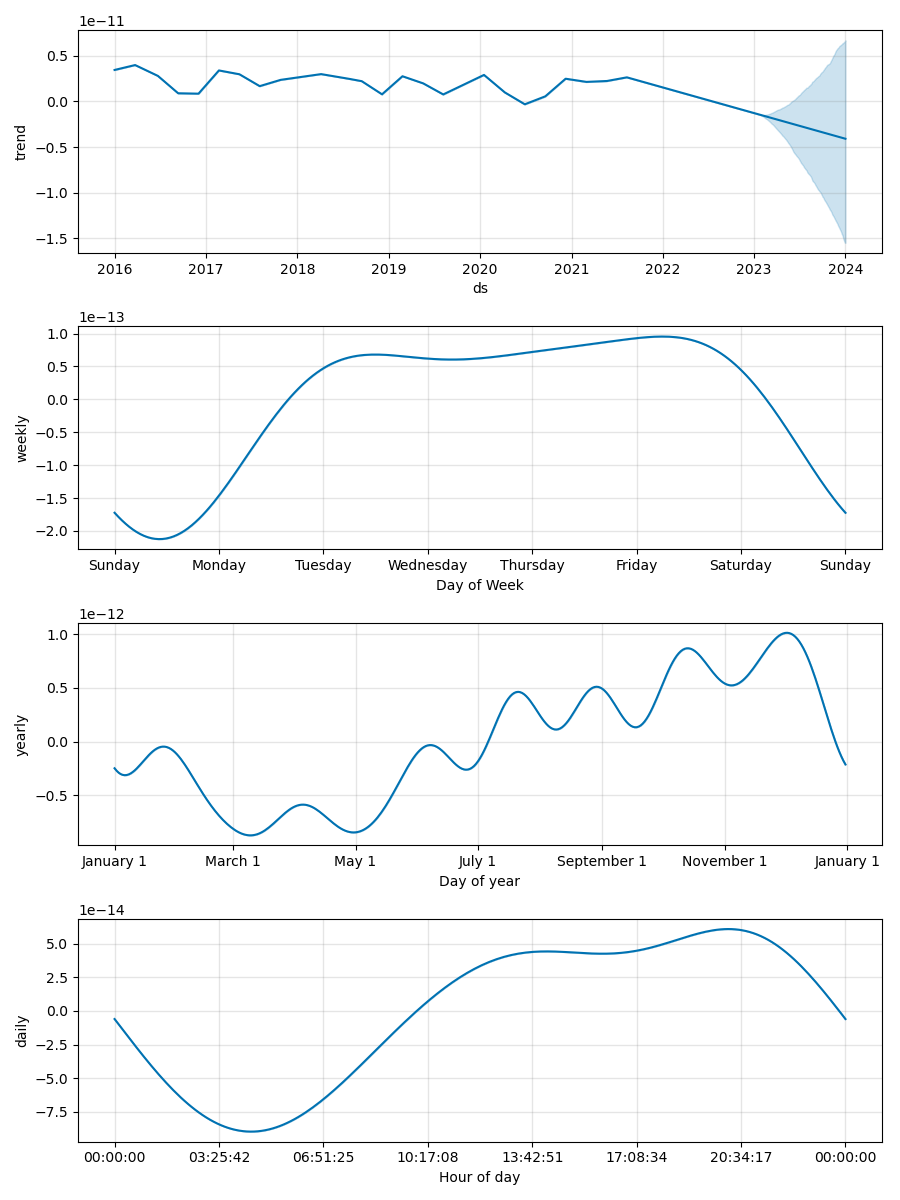 1e−11
0.5
0.0
−0.5
−1.0
−1.5
trend
2016 2017 2018 2019 2020 2021 2022 2023 2024
ds
1e−13
1.0
0.5
0.0
−0.5
−1.0
−1.5
−2.0
weekly
Sunday Monday Tuesday Wednesday Thursday Friday Saturday Sunday
Day of Week
1e−12
1.0
0.5
0.0
−0.5
yearly
January 1 March 1 May 1 July 1 September 1 November 1 January 1
Day of year
1e−14
5.0
2.5
0.0
−2.5
−5.0
−7.5
daily
00:00:00 03:25:42 06:51:25 10:17:08 13:42:51 17:08:34 20:34:17 00:00:00
Hour of day